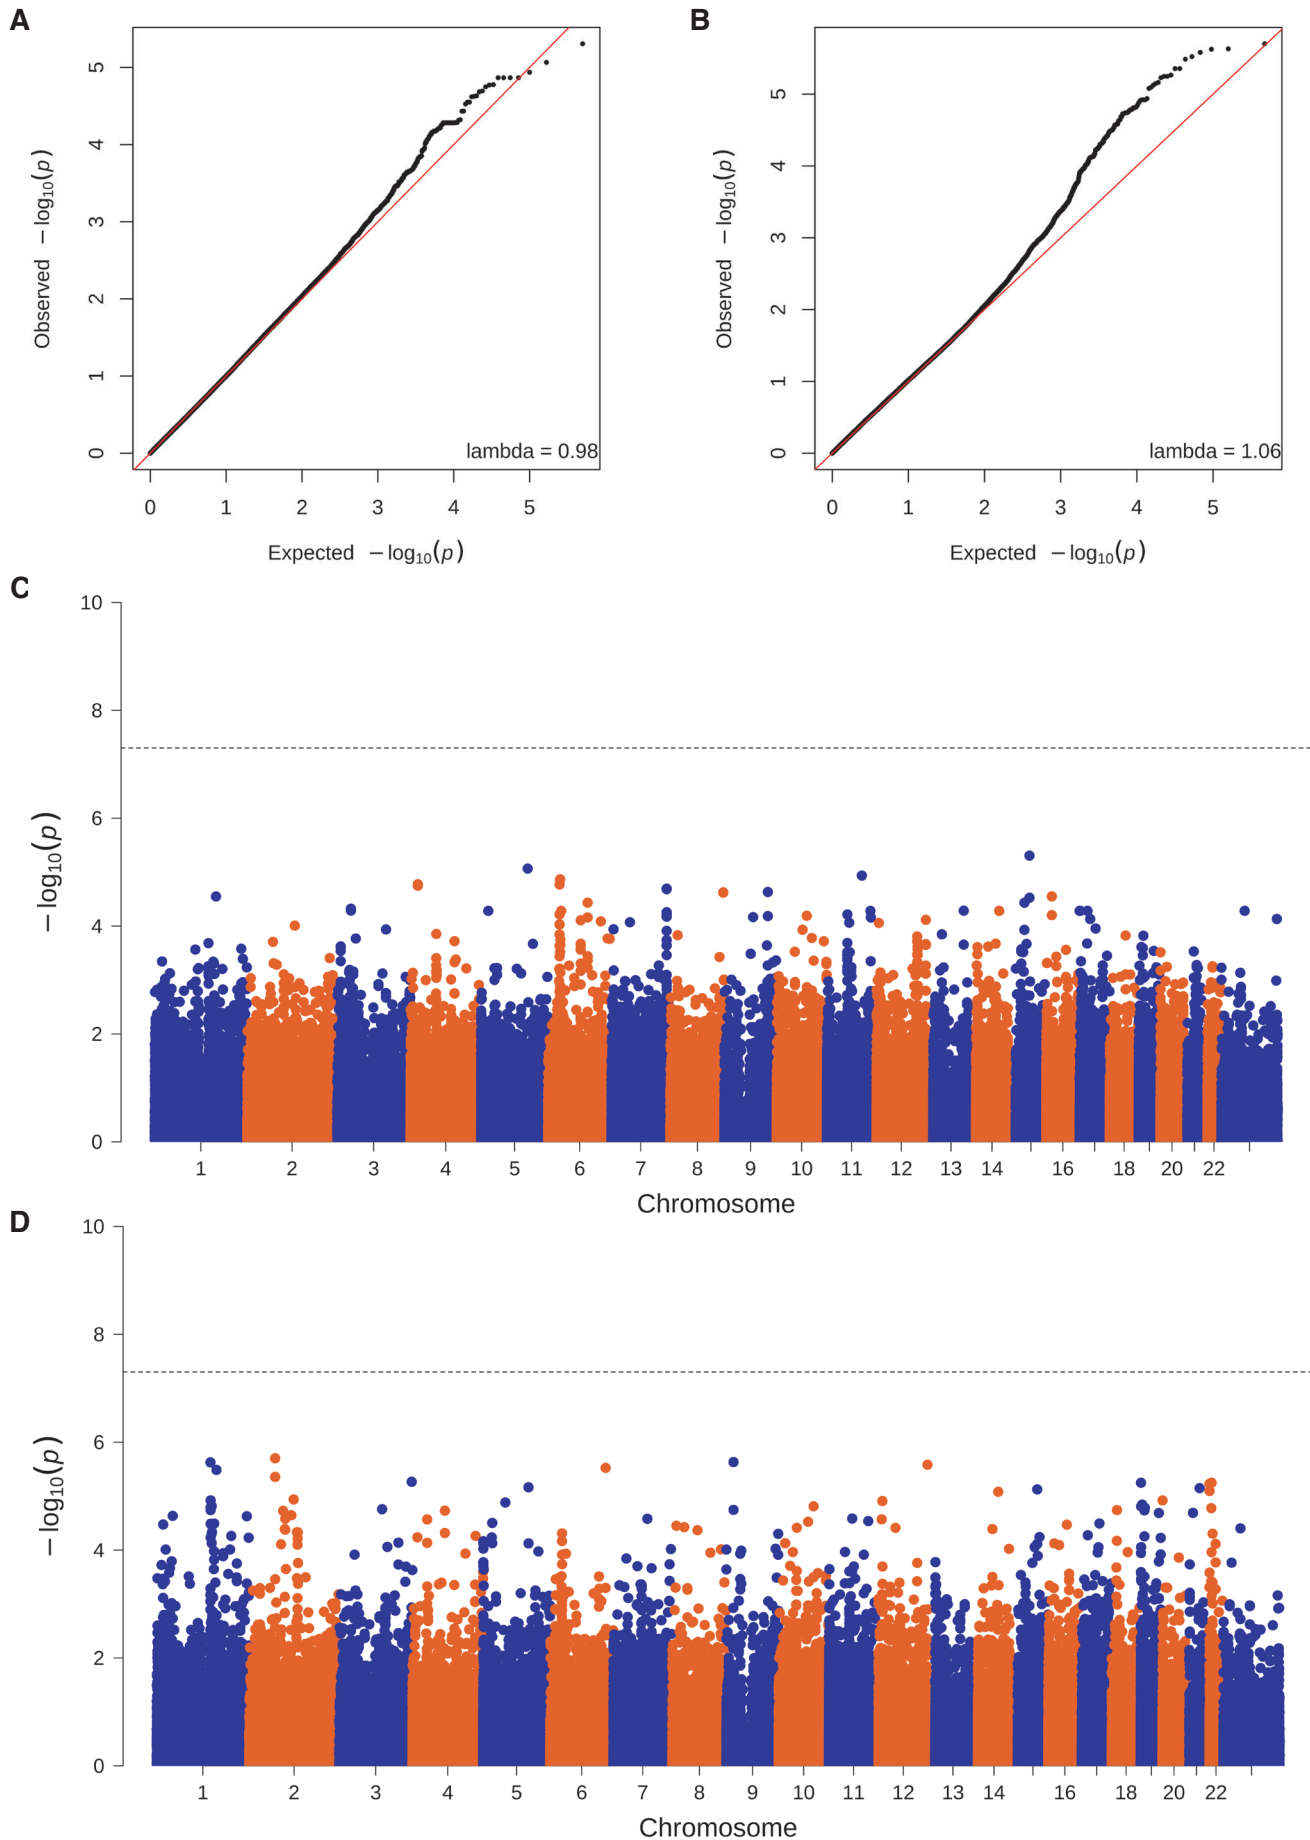 A
B
5
4
3
2
1
0
Observed −log10(p)
lambda = 0.98
0 1 2 3 4 5
Expected −log10(p)
5
4
3
2
1
0
Observed −log10(p)
lambda = 1.06
0 1 2 3 4 5
Expected −log10(p)
C
10
8
6
4
2
0
−log10(p)
1 2 3 4 5 6 7 8 9 10 11 12 13 14 16 18 20 22
Chromosome
D
10
8
6
4
2
0
−log10(p)
1 2 3 4 5 6 7 8 9 10 11 12 13 14 16 18 20 22
Chromosome